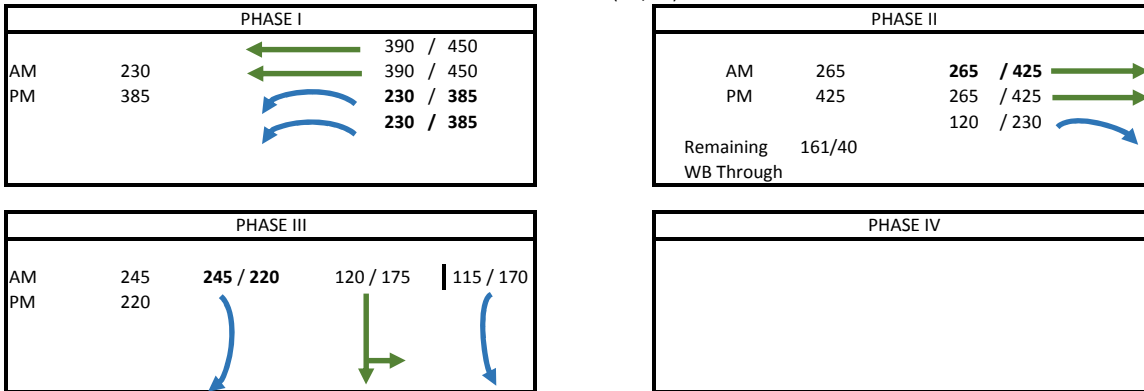 PHASE I
390 / 450
AM 230 390 / 450
PM 385 230 / 385
230 / 385
PHASE II
AM 265 265 / 425
PM 425 265 / 425
120 / 230
Remaining 161/40
WB Through
PHASE III
AM 245 245 / 220 120 / 175 115 / 170
PM 220
PHASE IV